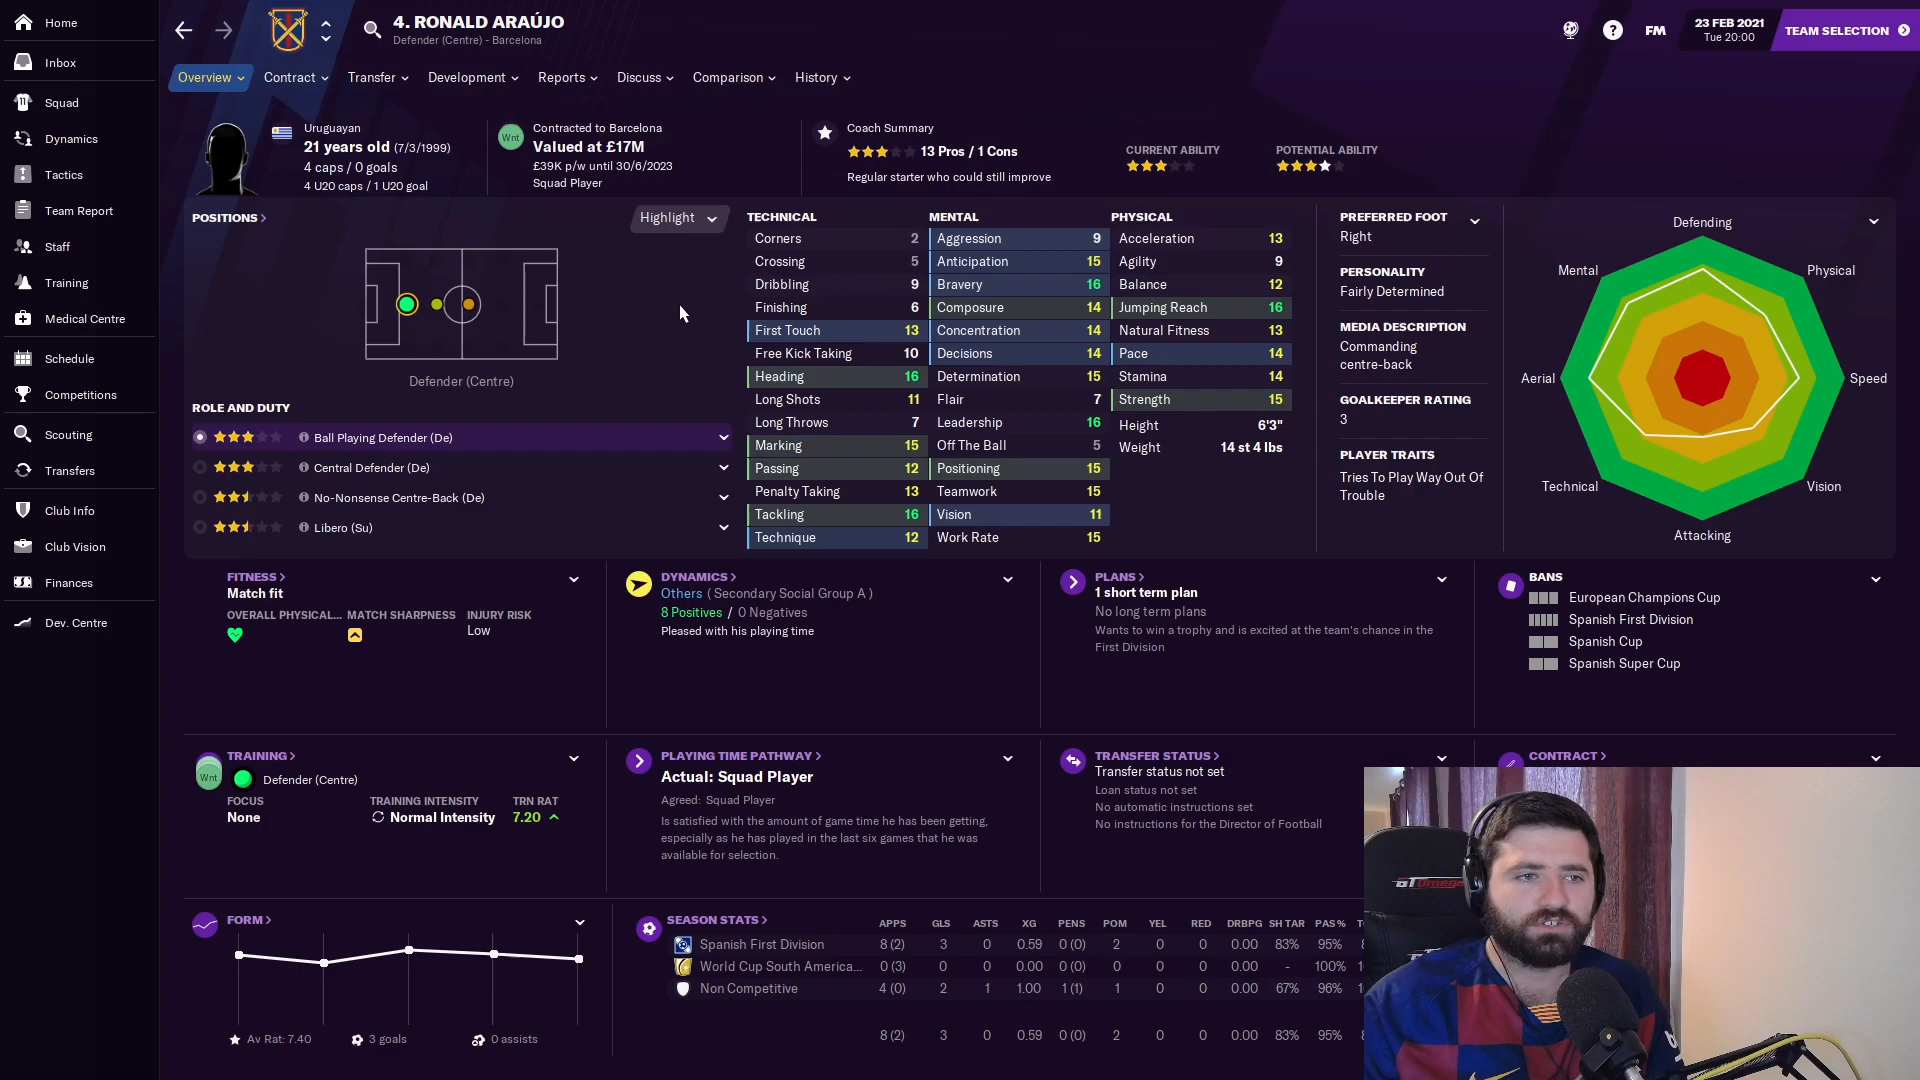 Home
Inbox
Squad
Dynamics
Tactics
Team Report
Staff
Training
Medical Centre
Schedule
Competitions
Scouting
Transfers
Club Info
Club Vision
Finances
Dev. Centre
4. RONALD ARAÚJO
Defender (Centre) - Barcelona
FM
23 FEB 2021
Tue 20:00
TEAM SELECTION
Overview Contract Transfer Development Reports Discuss Comparison History
Uruguayan
21 years old (7/3/1999)
4 caps / 0 goals
4 U20 caps / 1 U20 goal
Wnt
Contracted to Barcelona
Valued at £17M
£39K p/w until 30/6/2023
Squad Player
Coach Summary
13 Pros / 1 Cons
Regular starter who could still improve
CURRENT ABILITY
POTENTIAL ABILITY
POSITIONS
Highlight
Defender (Centre)
ROLE AND DUTY
Ball Playing Defender (De)
Central Defender (De)
No-Nonsense Centre-Back (De)
Libero (Su)
TECHNICAL
Corners 2
Crossing 5
Dribbling 9
Finishing 6
First Touch 13
Free Kick Taking 10
Heading 16
Long Shots 11
Long Throws 7
Marking 15
Passing 12
Penalty Taking 13
Tackling 16
Technique 12
MENTAL
Aggression 9
Anticipation 15
Bravery 16
Composure 14
Concentration 14
Decisions 14
Determination 15
Flair 7
Leadership 16
Off The Ball 5
Positioning 15
Teamwork 15
Vision 11
Work Rate 15
PHYSICAL
Acceleration 13
Agility 9
Balance 12
Jumping Reach 16
Natural Fitness 13
Pace 14
Stamina 14
Strength 15
Height 6'3"
Weight 14 st 4 lbs
PREFERRED FOOT
Right
PERSONALITY
Fairly Determined
MEDIA DESCRIPTION
Commanding
centre-back
GOALKEEPER RATING
3
PLAYER TRAITS
Tries To Play Way Out Of
Trouble
Defending
Mental Physical
Aerial Speed
Technical Vision
Attacking
FITNESS
Match fit
OVERALL PHYSICAL... MATCH SHARPNESS INJURY RISK
Low
DYNAMICS
Others ( Secondary Social Group A )
8 Positives / 0 Negatives
Pleased with his playing time
PLANS
1 short term plan
No long term plans
Wants to win a trophy and is excited at the team's chance in the
First Division
BANS
European Champions Cup
Spanish First Division
Spanish Cup
Spanish Super Cup
TRAINING
Wnt
Defender (Centre)
FOCUS TRAINING INTENSITY TRN RAT
None Normal Intensity 7.20
PLAYING TIME PATHWAY
Actual: Squad Player
Agreed: Squad Player
Is satisfied with the amount of game time he has been getting,
especially as he has played in the last six games that he was
available for selection.
TRANSFER STATUS
Transfer status not set
Loan status not set
No automatic instructions set
No instructions for the Director of Football
CONTRACT
FORM
Av Rat: 7.40 3 goals 0 assists
SEASON STATS APPS GLS ASTS XG PENS POM YEL RED DRBPG SH TAR PAS%
Spanish First Division 8 (2) 3 0 0.59 0 (0) 2 0 0 0.00 83% 95%
World Cup South America... 0 (3) 0 0 0.00 0 (0) 0 0 0 0.00 - 100%
Non Competitive 4 (0) 2 1 1.00 1 (1) 1 0 0 0.00 67% 96%
8 (2) 3 0 0.59 0 (0) 2 0 0 0.00 83% 95%
GT Omega